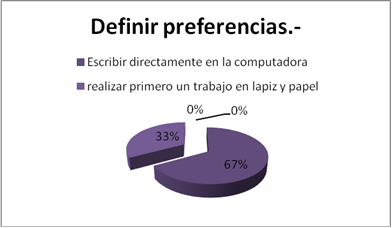 Definir preferencias.-
Escribir directamente en la computadora
realizar primero un trabajo en lapiz y papel
0%
0%
33%
67%